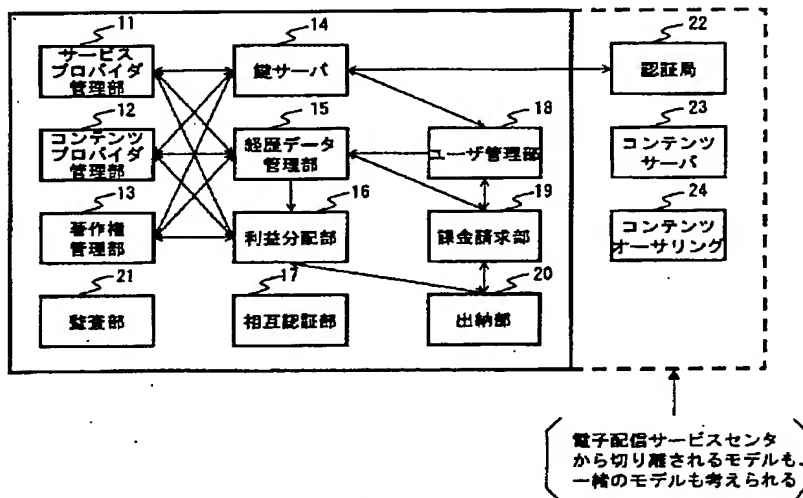 11
サービス
プロバイダ
管理部
14
鍵サーバ
22
認証局
12
コンテンツ
プロバイダ
管理部
15
経歴データ
管理部
18
ユーザ管理部
23
コンテンツ
サーバ
13
著作権
管理部
16
利益分配部
19
課金請求部
24
コンテンツ
オーサリング
21
監査部
17
相互認証部
20
出納部
電子配信サービスセンタ
から切り離されるモデルも、
一緒のモデルも考えられる